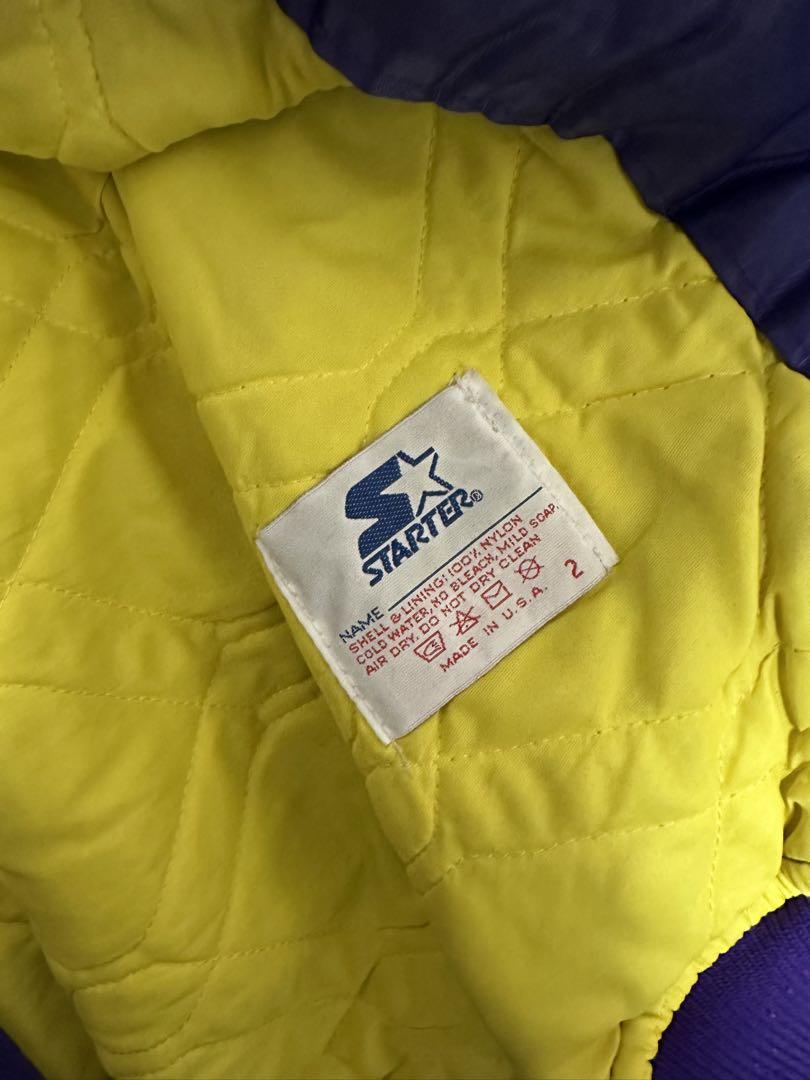 STARTER®
NAME
SHELL & LINING: 100% NYLON
COLD WATER, NO BLEACH, MILD SOAP,
AIR DRY. DO NOT DRY CLEAN
MADE IN U.S.A. 2